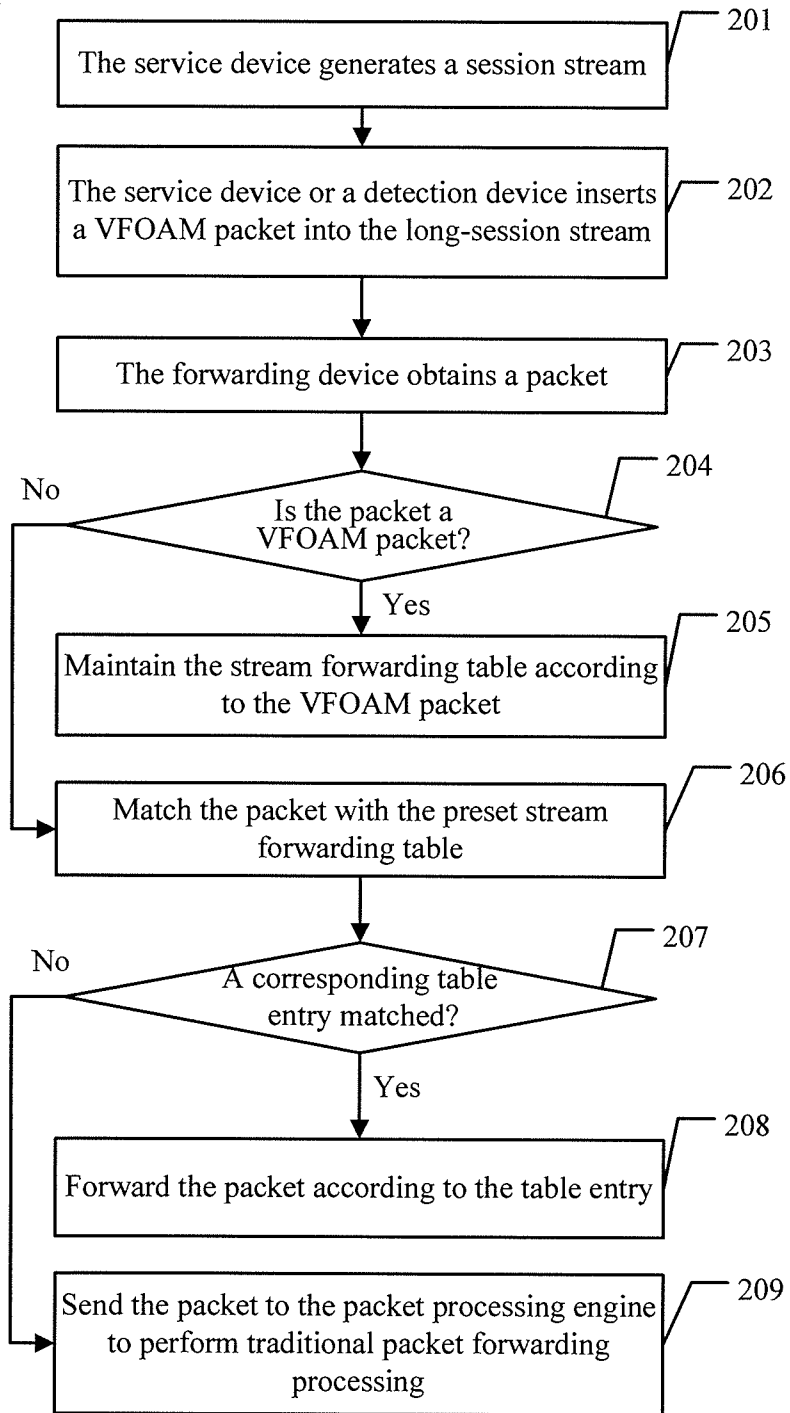 201
The service device generates a session stream
202
The service device or a detection device inserts
a VFOAM packet into the long-session stream
203
The forwarding device obtains a packet
204
No
Is the packet a
VFOAM packet?
Yes
205
Maintain the stream forwarding table according
to the VFOAM packet
206
Match the packet with the preset stream
forwarding table
207
No
A corresponding table
entry matched?
Yes
208
Forward the packet according to the table entry
209
Send the packet to the packet processing engine
to perform traditional packet forwarding
processing